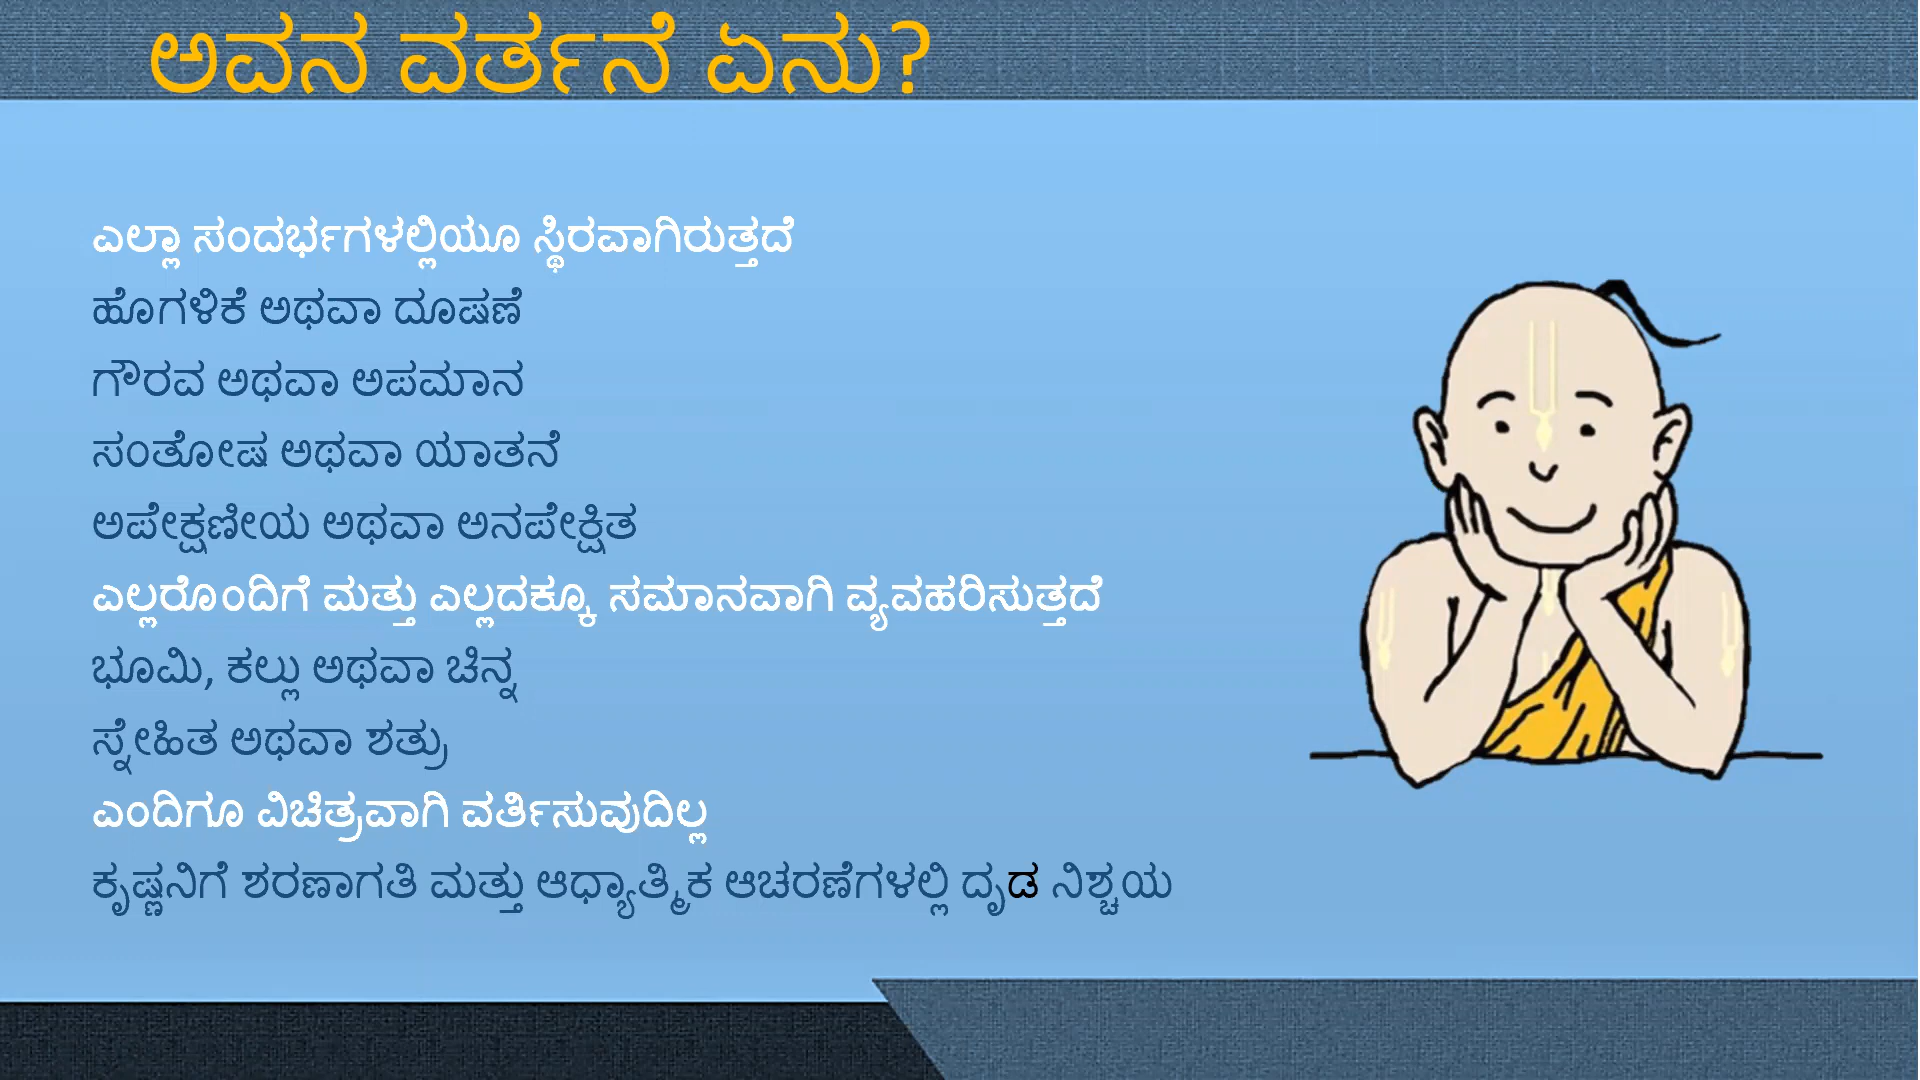 ಅವನ ವರ್ತನೆ ಏನು?
ಎಲ್ಲಾ ಸಂದರ್ಭಗಳಲ್ಲಿಯೂ ಸ್ಥಿರವಾಗಿರುತ್ತದೆ
ಹೊಗಳಿಕೆ ಅಥವಾ ದೂಷಣೆ
ಗೌರವ ಅಥವಾ ಅಪಮಾನ
ಸಂತೋಷ ಅಥವಾ ಯಾತನೆ
ಅಪೇಕ್ಷಣೀಯ ಅಥವಾ ಅನಪೇಕ್ಷಿತ
ಎಲ್ಲರೊಂದಿಗೆ ಮತ್ತು ಎಲ್ಲದಕ್ಕೂ ಸಮಾನವಾಗಿ ವ್ಯವಹರಿಸುತ್ತದೆ
ಭೂಮಿ, ಕಲ್ಲು ಅಥವಾ ಚಿನ್ನ
ಸ್ನೇಹಿತ ಅಥವಾ ಶತ್ರು
ಎಂದಿಗೂ ವಿಚಿತ್ರವಾಗಿ ವರ್ತಿಸುವುದಿಲ್ಲ
ಕೃಷ್ಣನಿಗೆ ಶರಣಾಗತಿ ಮತ್ತು ಆಧ್ಯಾತ್ಮಿಕ ಆಚರಣೆಗಳಲ್ಲಿ ದೃಡ ನಿಶ್ಚಯ